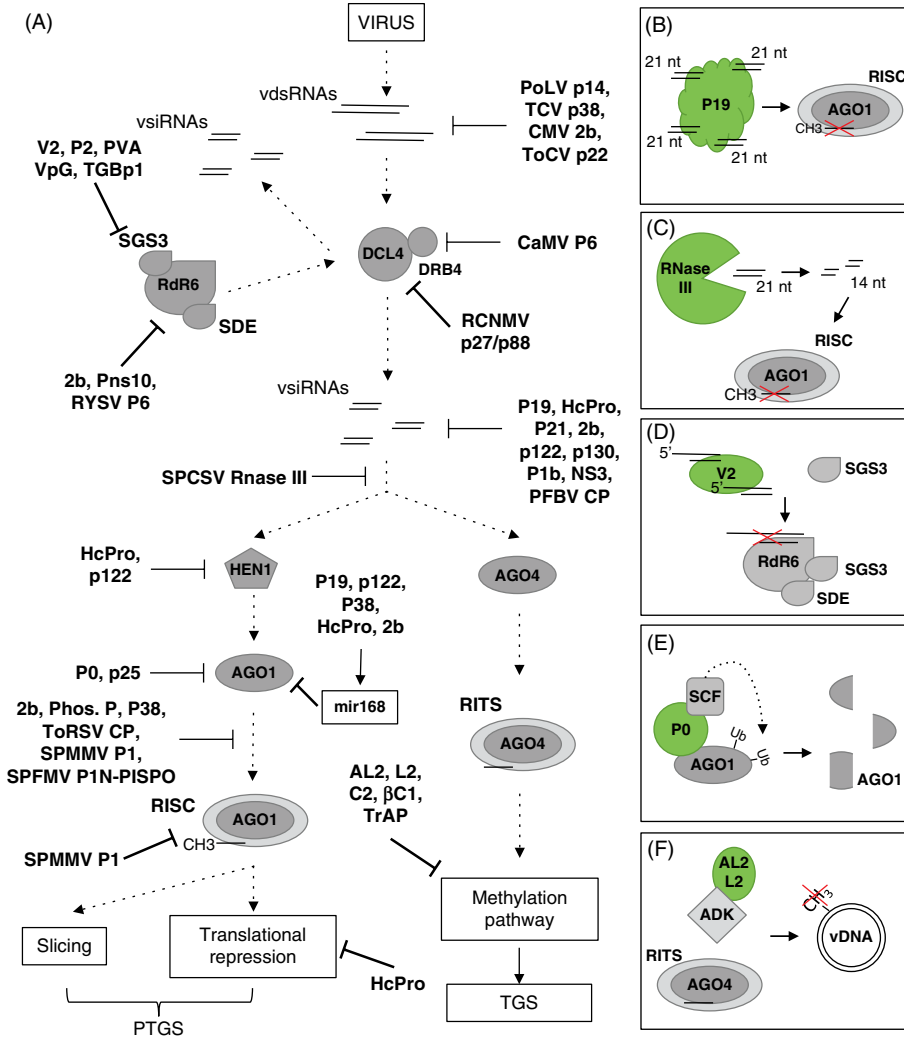 (A)
VIRUS
vdsRNAs
vsiRNAs
PoLV p14,
TCV p38,
CMV 2b,
ToCV p22
V2, P2, PVA
VpG, TGBp1
SGS3
RdR6
SDE
DCL4
DRB4
CaMV P6
RCNMV
p27/p88
2b, Pns10,
RYSV P6
vsiRNAs
P19, HcPro,
P21, 2b,
p122, p130,
P1b, NS3,
PFBV CP
SPCSV Rnase III
HcPro,
p122
HEN1
AGO4
P19, p122,
P38,
HcPro, 2b
P0, p25
AGO1
mir168
2b, Phos. P, P38,
ToRSV CP,
SPMMV P1,
SPFMV P1N-PISPO
RITS
AGO4
AL2, L2,
C2, βC1,
TrAP
RISC
AGO1
CH3
SPMMV P1
Methylation
pathway
Slicing
Translational
repression
HcPro
TGS
PTGS
(B)
21 nt
21 nt
P19
21 nt
21 nt
RISC
AGO1
CH3
(C)
RNase
III
21 nt
14 nt
RISC
AGO1
CH3
(D)
5’
V2
5’
SGS3
RdR6
SGS3
SDE
(E)
SCF
P0
Ub
Ub
AGO1
AGO1
(F)
AL2
L2
ADK
CH3
vDNA
RITS
AGO4